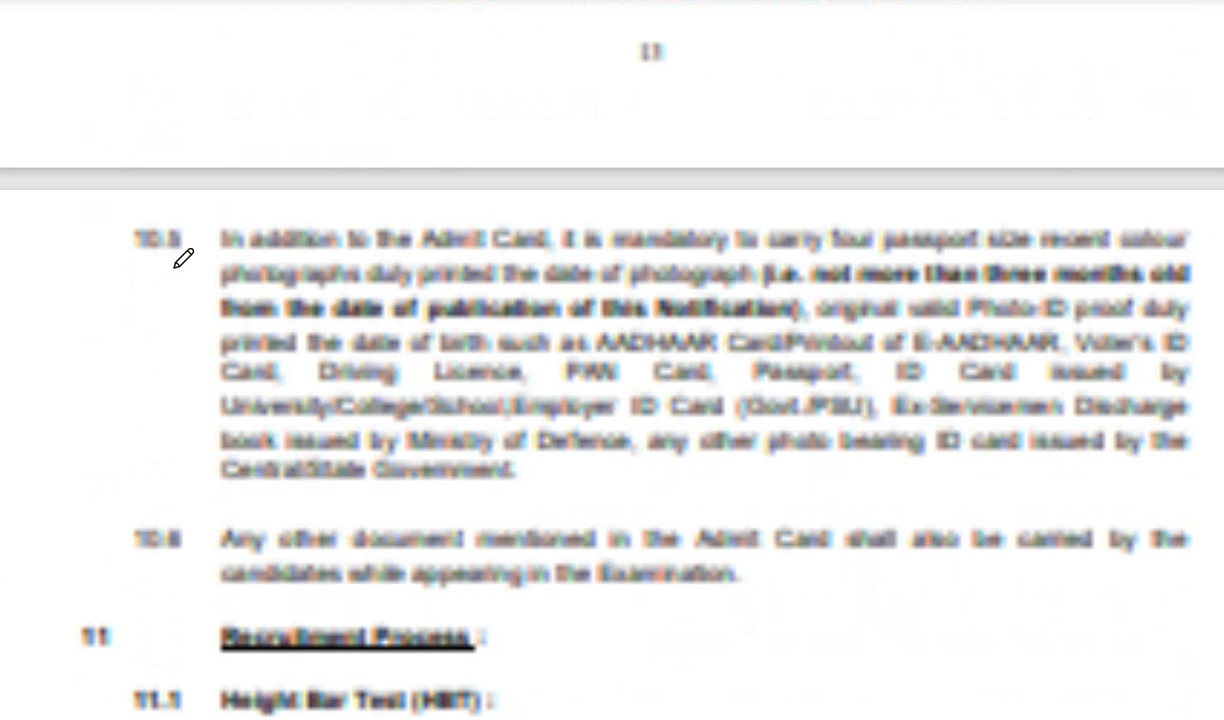 11
10.5 In addition to the Admit Card, it is mandatory to carry four passport size recent colour
photographs duly printed the date of photograph (i.e. not more than three months old
from the date of publication of this Notification), original valid Photo-ID proof duly
printed the date of birth such as AADHAAR Card/Printout of E-AADHAAR, Voter's ID
Card, Driving Licence, PAN Card, Passport, ID Card issued by
University/College/School,Employer ID Card (Govt./PSU), Ex-Servicemen Discharge
book issued by Ministry of Defence, any other photo bearing ID card issued by the
Central/State Government.
10.6 Any other document mentioned in the Admit Card shall also be carried by the
candidates while appearing in the Examination.
11 Recruitment Process :
11.1 Height Bar Test (HBT) :